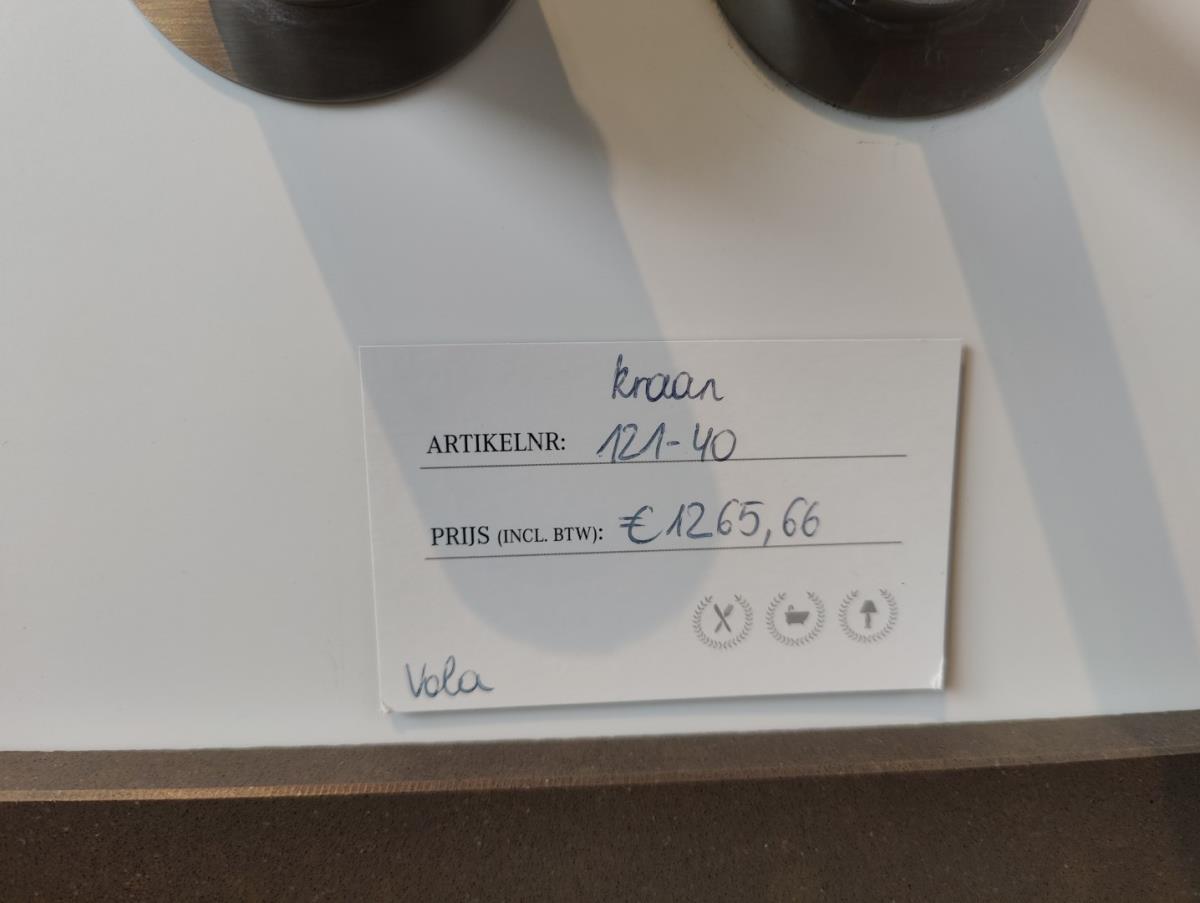 kraan
ARTIKELNR: 121-40
PRIJS (INCL. BTW): €1265,66
Vola